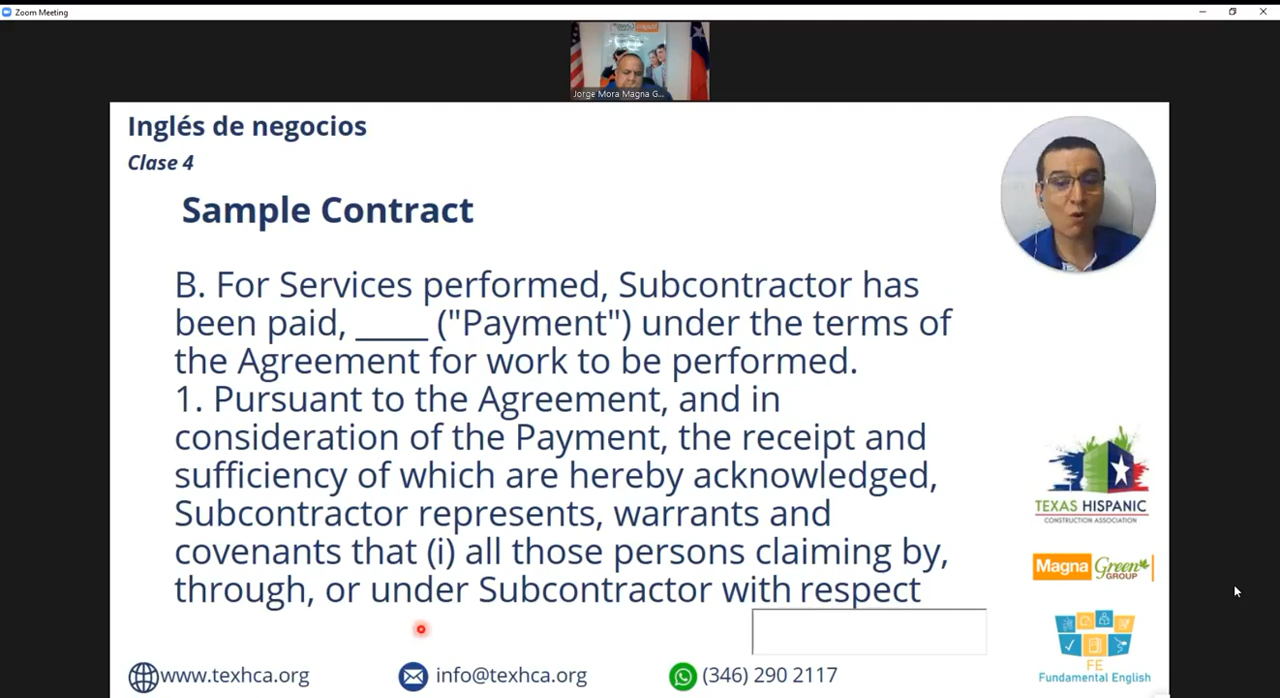 Zoom Meeting
Jorge Mora Magna G...
Inglés de negocios
Clase 4
Sample Contract
B. For Services performed, Subcontractor has
been paid, _____ ("Payment") under the terms of
the Agreement for work to be performed.
1. Pursuant to the Agreement, and in
consideration of the Payment, the receipt and
sufficiency of which are hereby acknowledged,
Subcontractor represents, warrants and
covenants that (i) all those persons claiming by,
through, or under Subcontractor with respect
TEXAS HISPANIC
CONSTRUCTION ASSOCIATION
Magna Green
GROUP
FE
Fundamental English
www.texhca.org
info@texhca.org
(346) 290 2117